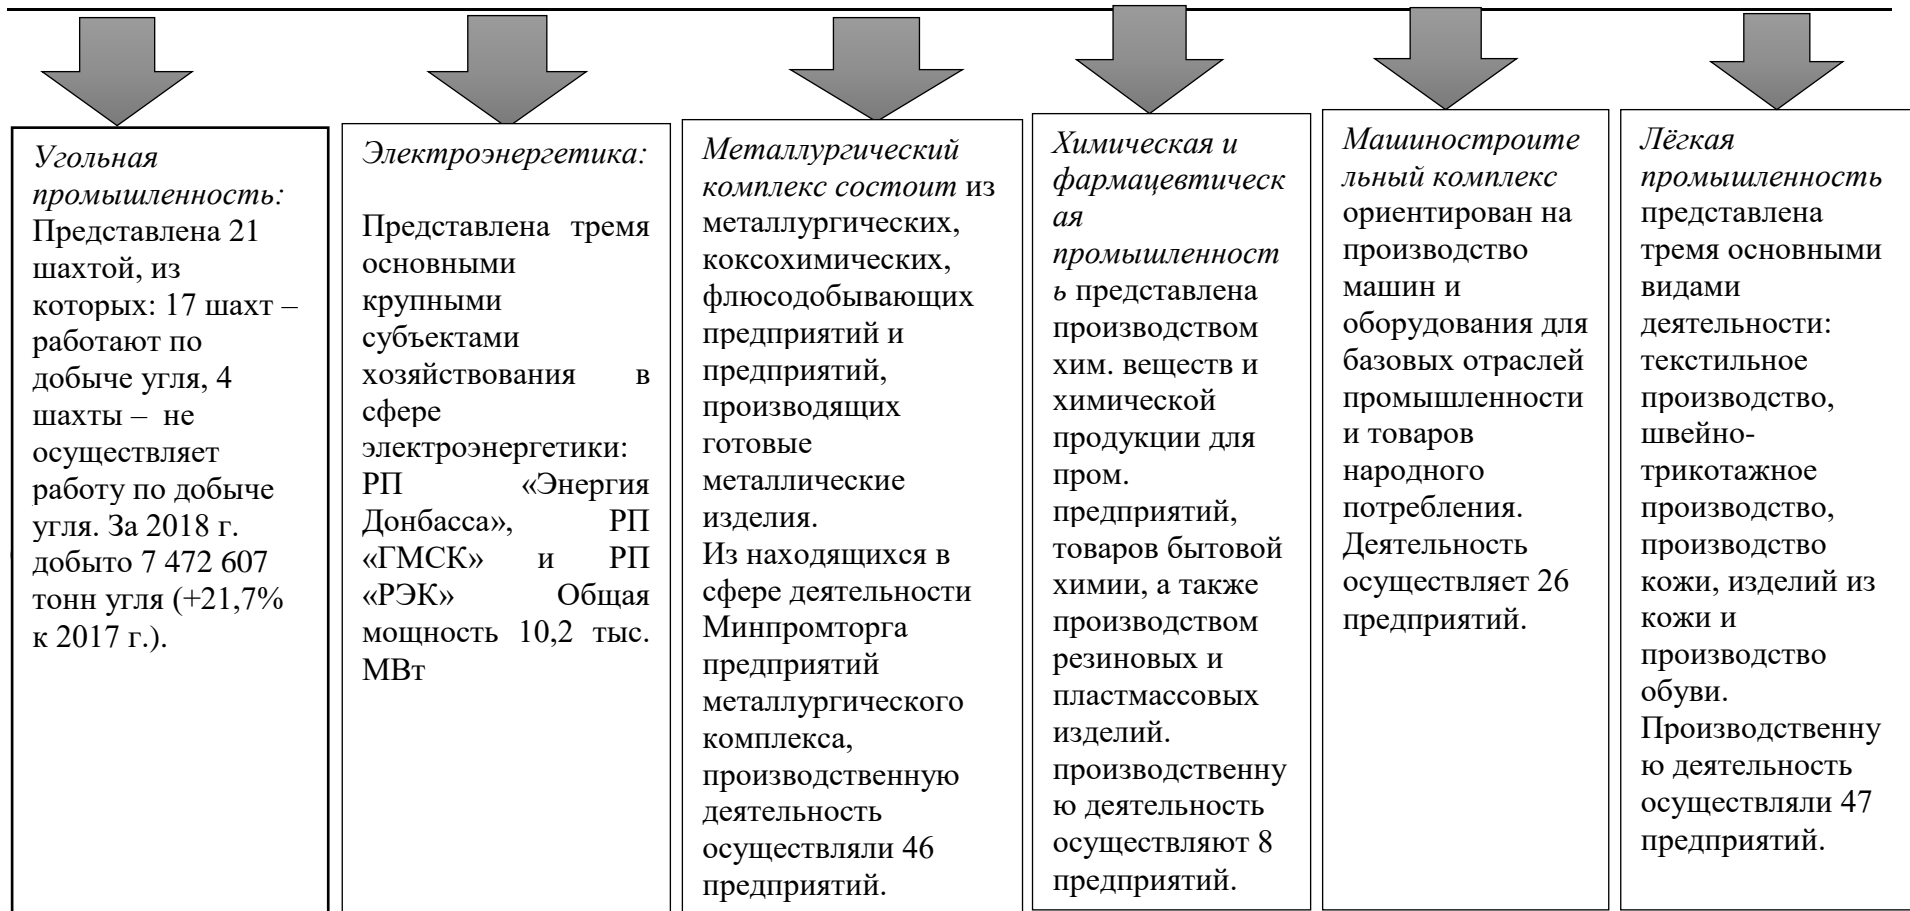 Угольная
промышленность:
Представлена 21
шахтой, из
которых: 17 шахт –
работают по
добыче угля, 4
шахты – не
осуществляет
работу по добыче
угля. За 2018 г.
добыто 7 472 607
тонн угля (+21,7%
к 2017 г.).
Электроэнергетика:
Представлена тремя
основными
крупными
субъектами
хозяйствования в
сфере
электроэнергетики:
РП «Энергия
Донбасса», РП
«ГМСК» и РП
«РЭК» Общая
мощность 10,2 тыс.
МВт
Металлургический
комплекс состоит из
металлургических,
коксохимических,
флюсодобывающих
предприятий и
предприятий,
производящих
готовые
металлические
изделия.
Из находящихся в
сфере деятельности
Минпромторга
предприятий
металлургического
комплекса,
производственную
деятельность
осуществляли 46
предприятий.
Химическая и
фармацевтическ
ая
промышленност
ь представлена
производством
хим. веществ и
химической
продукции для
пром.
предприятий,
товаров бытовой
химии, а также
производством
резиновых и
пластмассовых
изделий.
производственну
ю деятельность
осуществляют 8
предприятий.
Машиностроите
льный комплекс
ориентирован на
производство
машин и
оборудования для
базовых отраслей
промышленности
и товаров
народного
потребления.
Деятельность
осуществляет 26
предприятий.
Лёгкая
промышленность
представлена
тремя основными
видами
деятельности:
текстильное
производство,
швейно-
трикотажное
производство,
производство
кожи, изделий из
кожи и
производство
обуви.
Производственну
ю деятельность
осуществляли 47
предприятий.